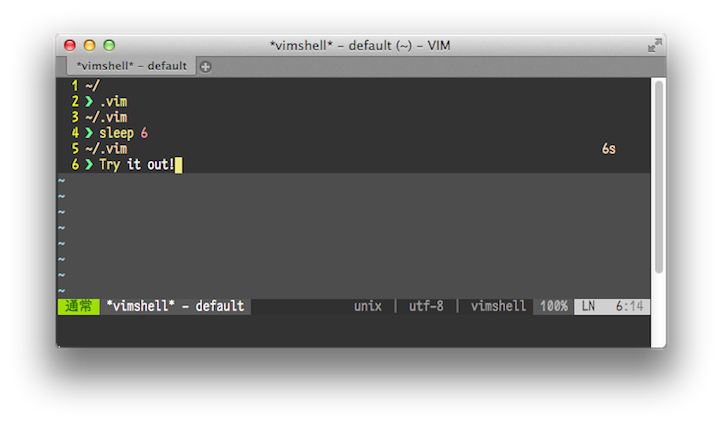 *vimshell* – default (~) – VIM
*vimshell* – default
1 ~/
2 ❯ .vim
3 ~/.vim
4 ❯ sleep 6
5 ~/.vim 6s
6 ❯ Try it out!
~
~
~
~
~
~
~
~
通常 *vimshell* – default unix | utf-8 | vimshell 100% LN 6:14